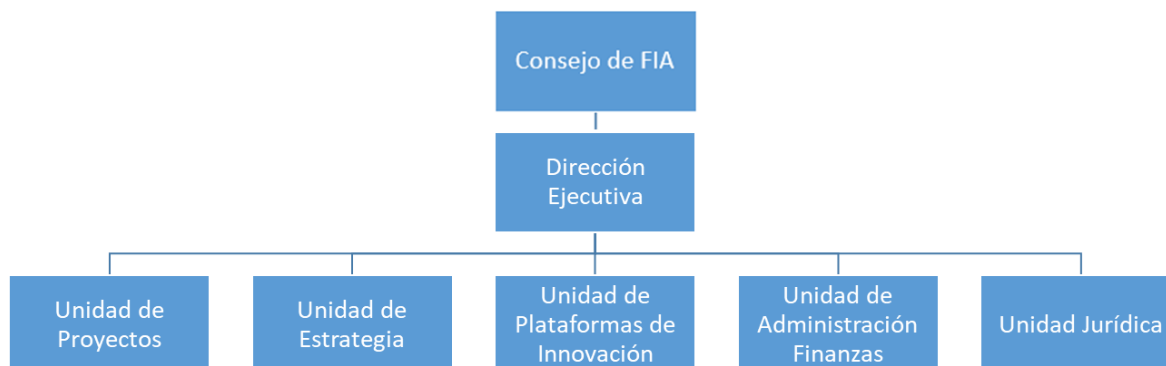 Consejo de FIA
Dirección
Ejecutiva
Unidad de
Proyectos
Unidad de
Estrategia
Unidad de
Plataformas de
Innovación
Unidad de
Administración
Finanzas
Unidad Jurídica